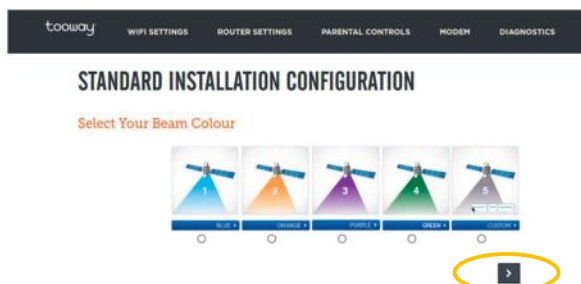 tooway WIFI SETTINGS ROUTER SETTINGS PARENTAL CONTROLS MODEM DIAGNOSTICS
STANDARD INSTALLATION CONFIGURATION
Select Your Beam Colour
1 2 3 4 5
BLUE ORANGE PURPLE GREEN CUSTOM